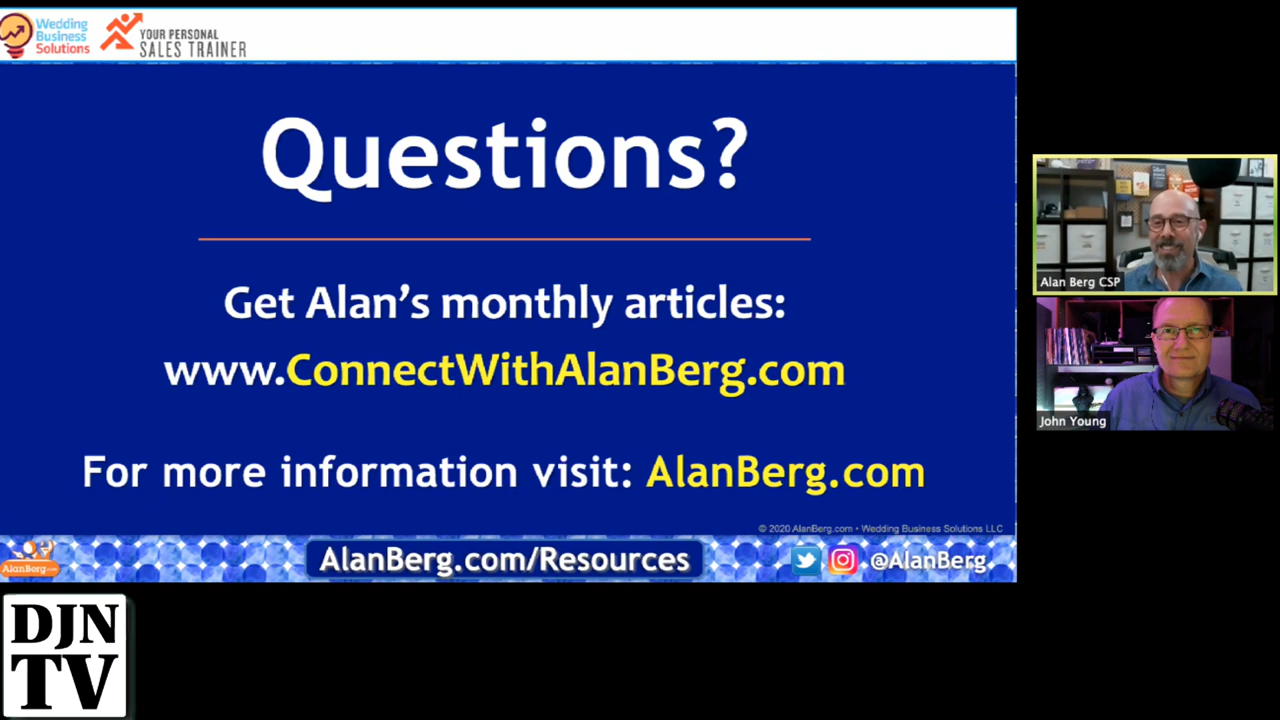 Wedding
Business
Solutions
YOUR PERSONAL
SALES TRAINER
Questions?
Get Alan's monthly articles:
www.ConnectWithAlanBerg.com
For more information visit: AlanBerg.com
© 2020 AlanBerg.com • Wedding Business Solutions LLC
AlanBerg.com
AlanBerg.com/Resources
@AlanBerg
Alan Berg CSP
John Young
DJN
TV